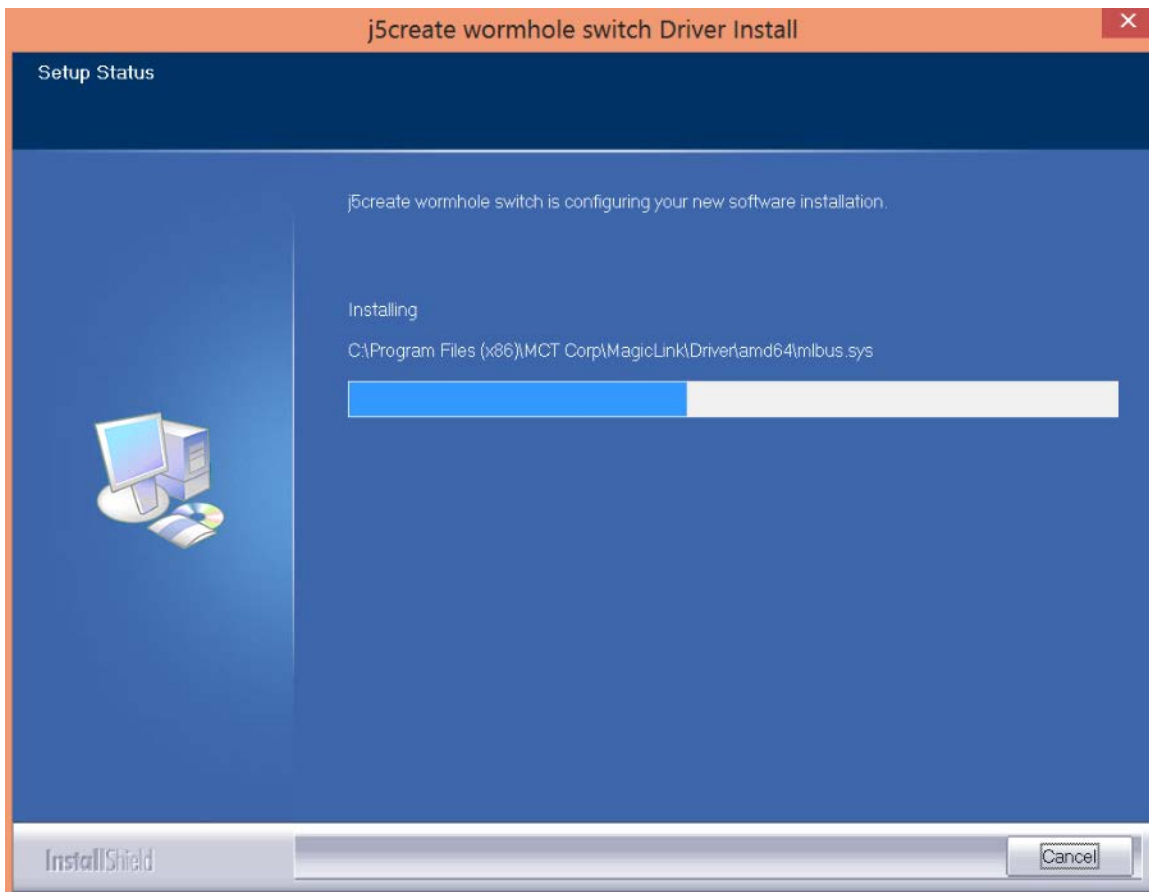 j5create wormhole switch Driver Install
Setup Status
j5create wormhole switch is configuring your new software installation.
Installing
C:\Program Files (x86)\MCT Corp\MagicLink\Driver\amd64\mlbus.sys
InstallShield
Cancel